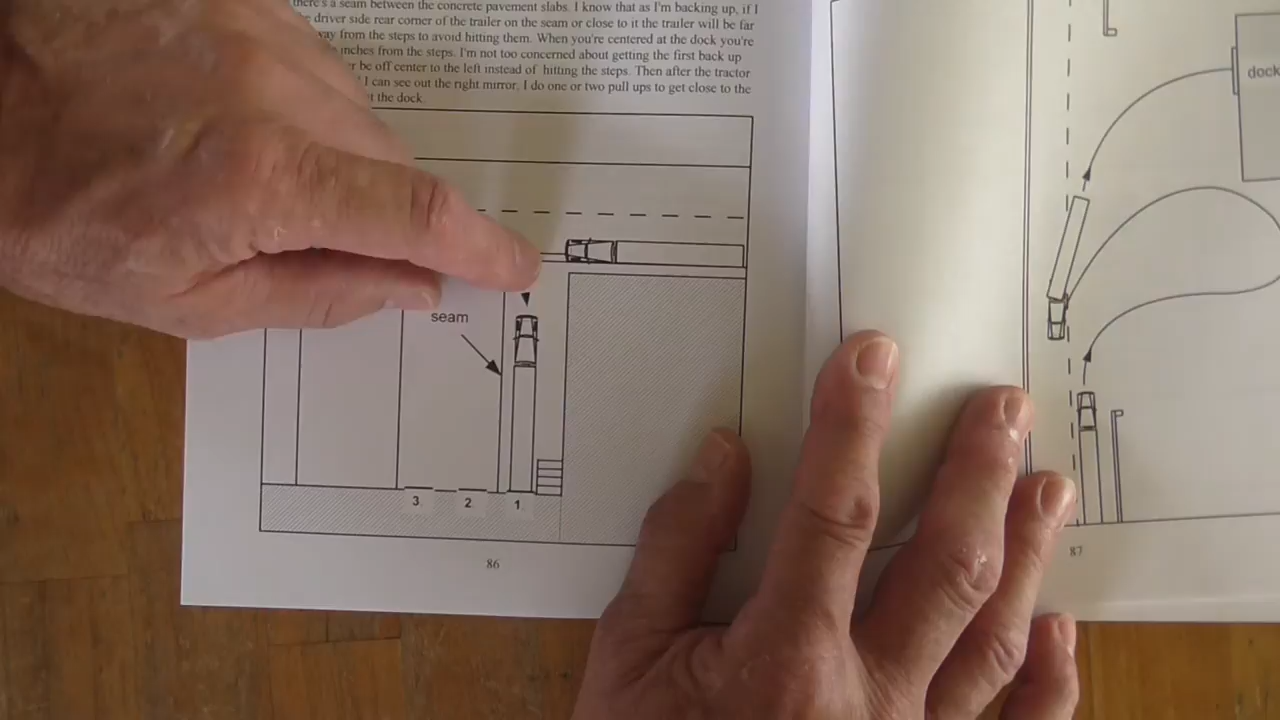 there's a seam between the concrete pavement slabs. I know that as I'm backing up, if I
driver side rear corner of the trailer on the seam or close to it the trailer will be far
way from the steps to avoid hitting them. When you're centered at the dock you're
inches from the steps. I'm not too concerned about getting the first back up
r be off center to the left instead of hitting the steps. Then after the tractor
I can see out the right mirror, I do one or two pull ups to get close to the
t the dock.
dock
seam
3.
2.
1.
86
87